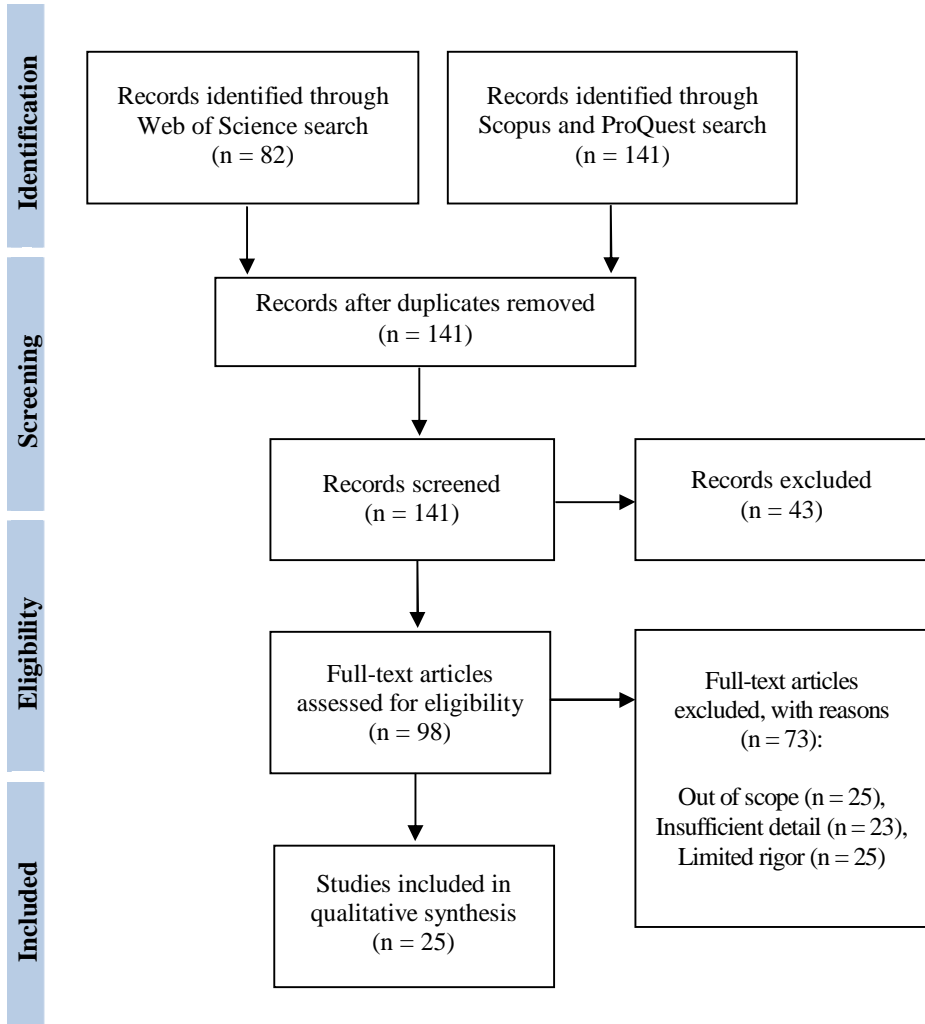 Identification
Records identified through
Web of Science search
(n = 82)
Records identified through
Scopus and ProQuest search
(n = 141)
Screening
Records after duplicates removed
(n = 141)
Records screened
(n = 141)
Records excluded
(n = 43)
Eligibility
Full-text articles
assessed for eligibility
(n = 98)
Full-text articles
excluded, with reasons
(n = 73):
Out of scope (n = 25),
Insufficient detail (n = 23),
Limited rigor (n = 25)
Included
Studies included in
qualitative synthesis
(n = 25)